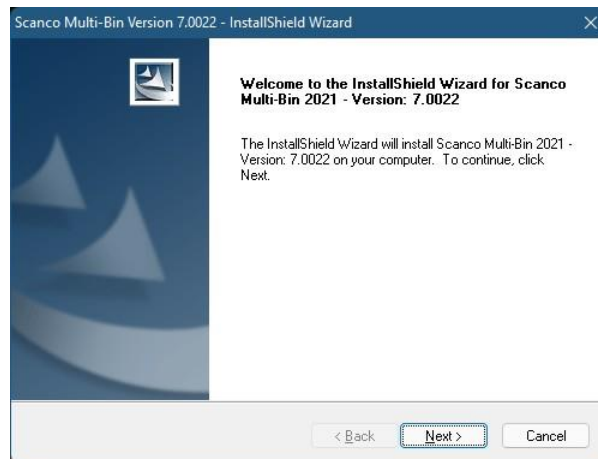 Scanco Multi-Bin Version 7.0022 - InstallShield Wizard
Welcome to the InstallShield Wizard for Scanco
Multi-Bin 2021 - Version: 7.0022
The InstallShield Wizard will install Scanco Multi-Bin 2021 -
Version: 7.0022 on your computer. To continue, click
Next.
< Back Next > Cancel